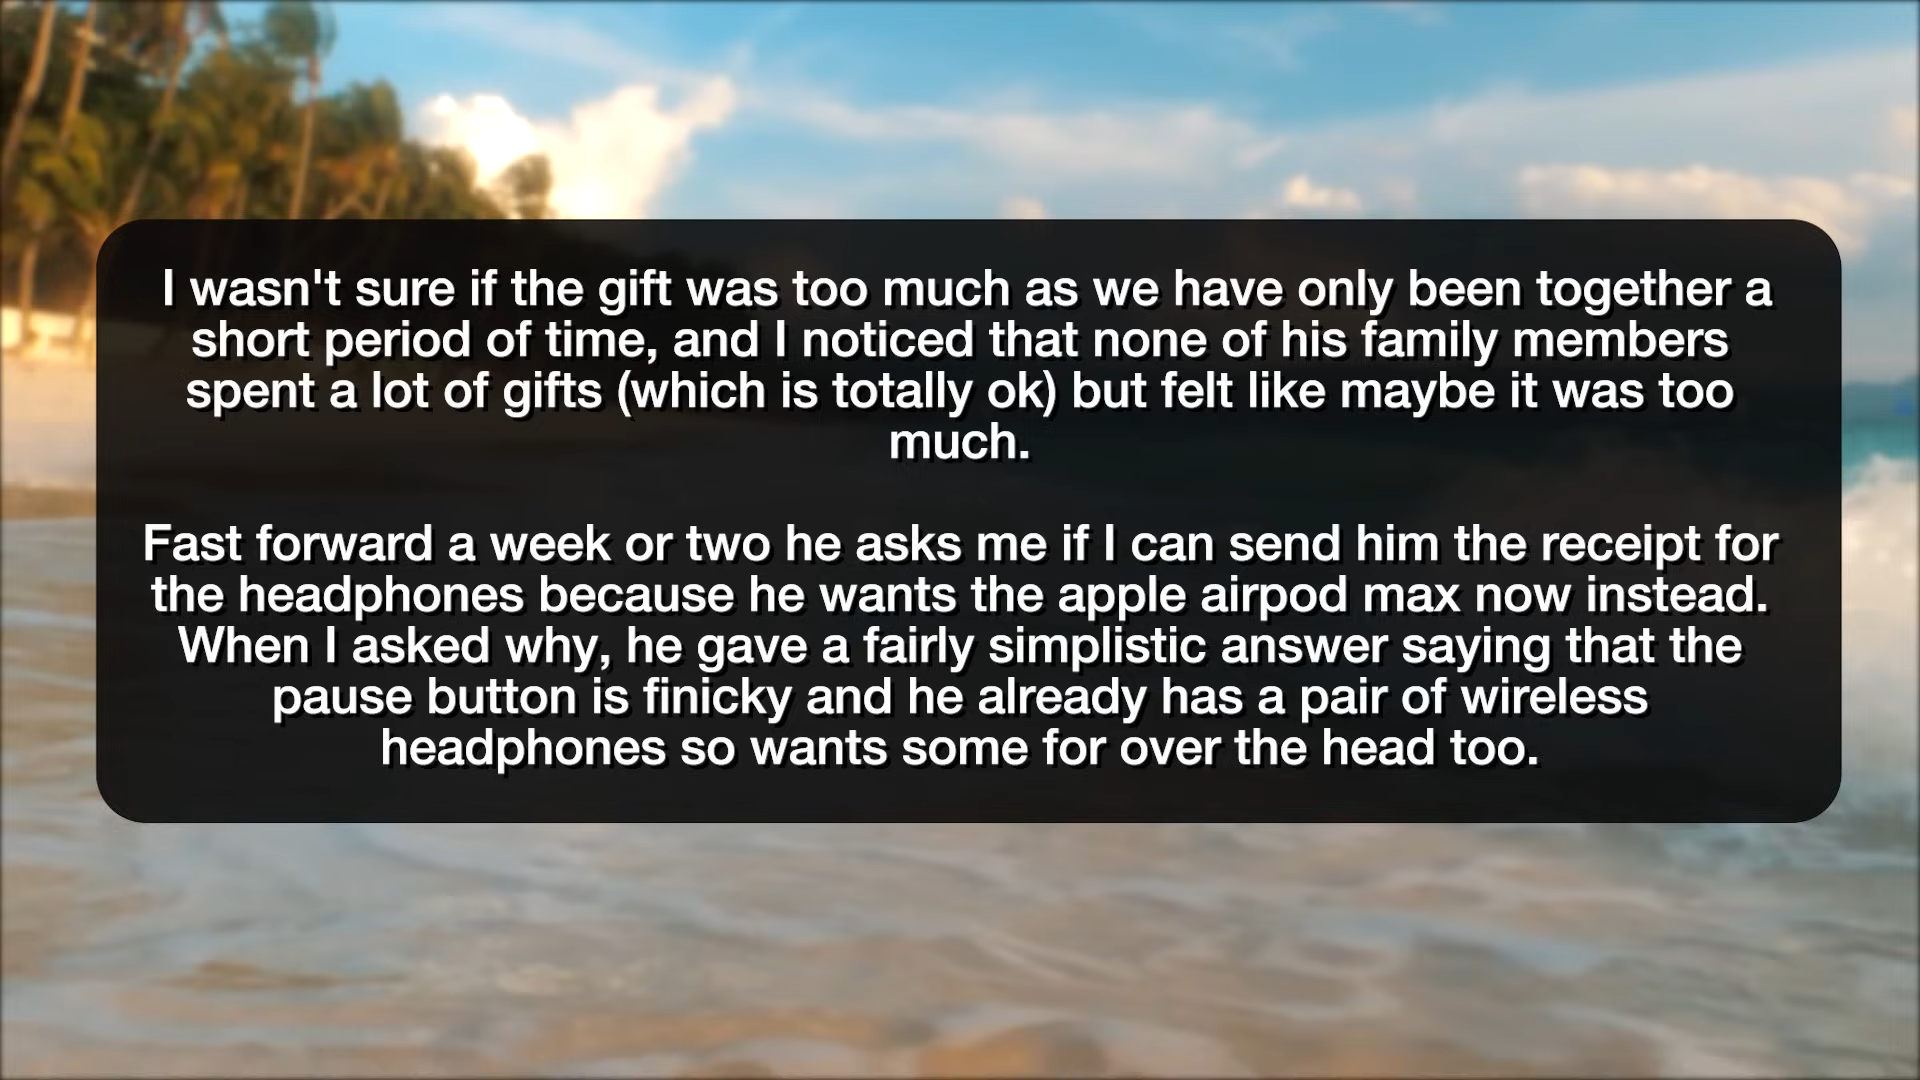 I wasn't sure if the gift was too much as we have only been together a
short period of time, and I noticed that none of his family members
spent a lot of gifts (which is totally ok) but felt like maybe it was too
much.
Fast forward a week or two he asks me if I can send him the receipt for
the headphones because he wants the apple airpod max now instead.
When I asked why, he gave a fairly simplistic answer saying that the
pause button is finicky and he already has a pair of wireless
headphones so wants some for over the head too.